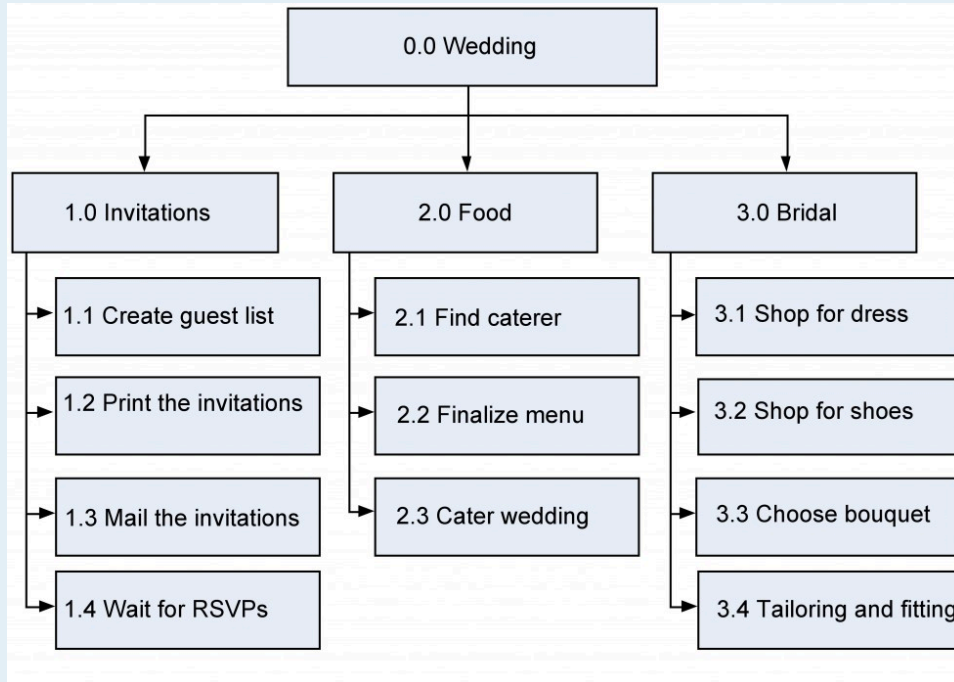 0.0 Wedding
1.0 Invitations
1.1 Create guest list
1.2 Print the invitations
1.3 Mail the invitations
1.4 Wait for RSVPs
2.0 Food
2.1 Find caterer
2.2 Finalize menu
2.3 Cater wedding
3.0 Bridal
3.1 Shop for dress
3.2 Shop for shoes
3.3 Choose bouquet
3.4 Tailoring and fitting